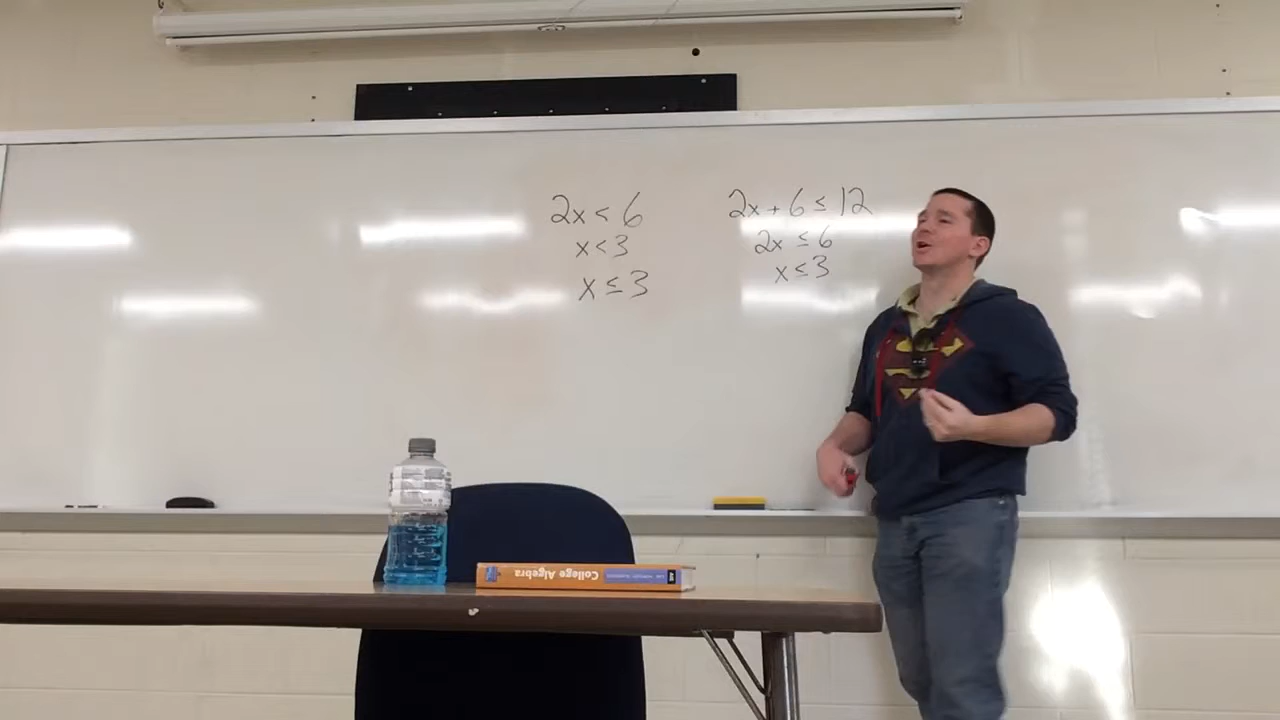 2x < 6
x < 3
x ≤ 3
2x + 6 ≤ 12
2x ≤ 6
x ≤ 3
College Algebra